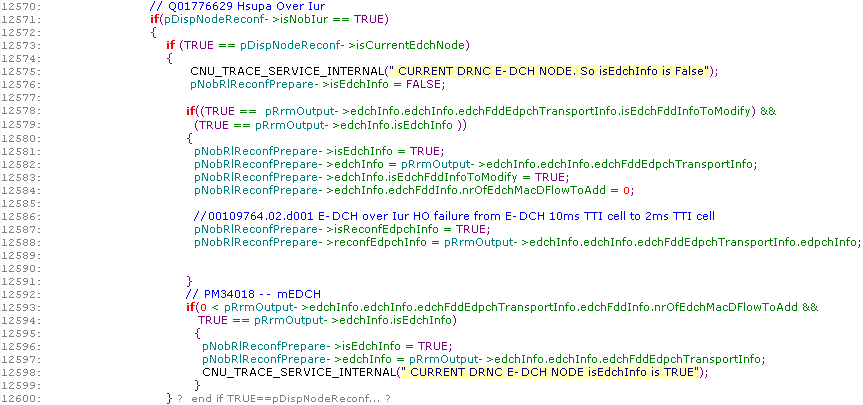 12570: // Q01776629 Hsupa Over Iur
12571: if(pDispNodeReconf->isNobIur == TRUE)
12572: {
12573: if (TRUE == pDispNodeReconf->isCurrentEdchNode)
12574: {
12575: CNU_TRACE_SERVICE_INTERNAL(" CURRENT DRNC E-DCH NODE. So isEdchInfo is False");
12576: pNobRlReconfPrepare->isEdchInfo = FALSE;
12577:
12578: if((TRUE == pRrmOutput->edchInfo.edchInfo.edchFddEdpchTransportInfo.isEdchFddInfoToModify) &&
12579: (TRUE == pRrmOutput->edchInfo.isEdchInfo ))
12580: {
12581: pNobRlReconfPrepare->isEdchInfo = TRUE;
12582: pNobRlReconfPrepare->edchInfo = pRrmOutput->edchInfo.edchInfo.edchFddEdpchTransportInfo;
12583: pNobRlReconfPrepare->edchInfo.isEdchFddInfoToModify = TRUE;
12584: pNobRlReconfPrepare->edchInfo.edchFddInfo.nrOfEdchMacDFlowToAdd = 0;
12585:
12586: //00109764.02.d001 E-DCH over Iur HO failure from E-DCH 10ms TTI cell to 2ms TTI cell
12587: pNobRlReconfPrepare->isReconfEdpchInfo = TRUE;
12588: pNobRlReconfPrepare->reconfEdpchInfo = pRrmOutput->edchInfo.edchInfo.edchFddEdpchTransportInfo.edpchInfo;
12589:
12590:
12591: }
12592: // PM34018 -- mEDCH
12593: if(0 < pRrmOutput->edchInfo.edchInfo.edchFddEdpchTransportInfo.edchFddInfo.nrOfEdchMacDFlowToAdd &&
12594: TRUE == pRrmOutput->edchInfo.isEdchInfo)
12595: {
12596: pNobRlReconfPrepare->isEdchInfo = TRUE;
12597: pNobRlReconfPrepare->edchInfo = pRrmOutput->edchInfo.edchInfo.edchFddEdpchTransportInfo;
12598: CNU_TRACE_SERVICE_INTERNAL(" CURRENT DRNC E-DCH NODE isEdchInfo is TRUE");
12599: }
12600: } ? end if TRUE==pDispNodeReconf... ?